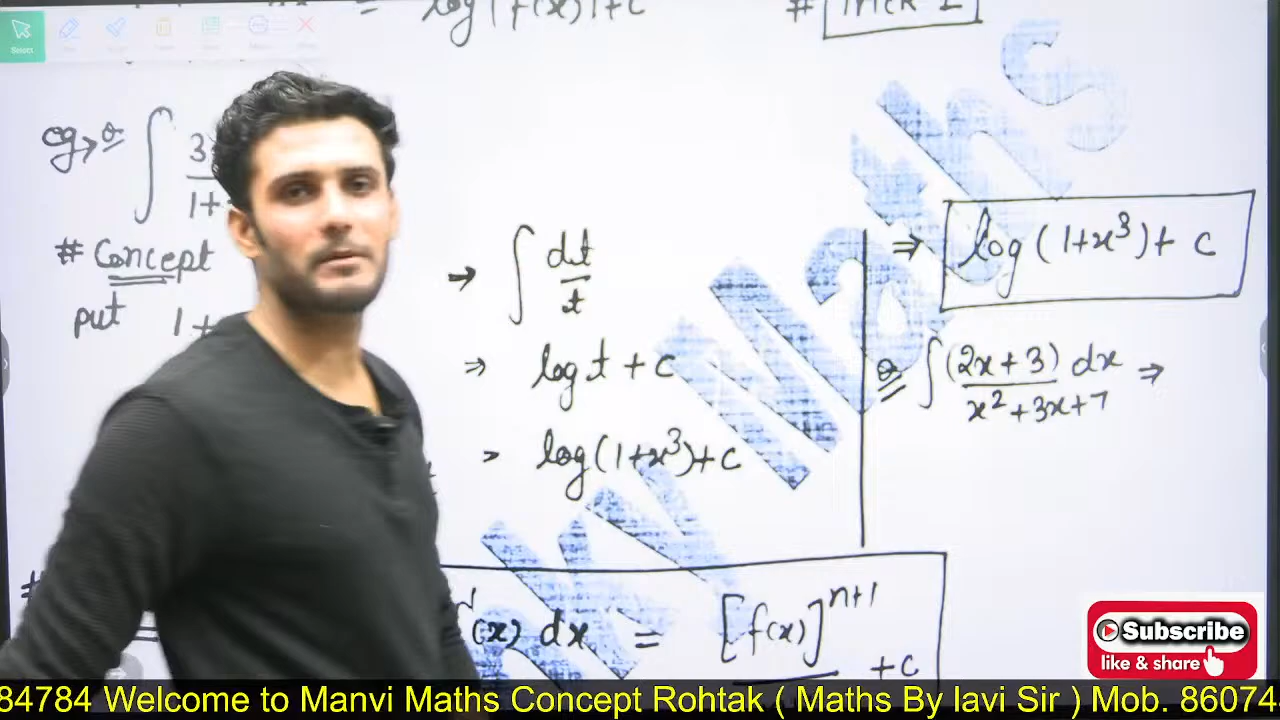 Select
= log(f(x))+c #
eg→ Q ∫ 3
1+
# Concept
put 1+
→ ∫ dt/t
⇒ log t + c
> log(1+x³)+c
⇒ log(1+x³)+ c
Q ∫ (2x+3) dx / x²+3x+7 ⇒
(x) dx = [f(x)]ⁿ⁺¹ +c
Maths
Subscribe
like & share
84784 Welcome to Manvi Maths Concept Rohtak ( Maths By lavi Sir ) Mob. 86074